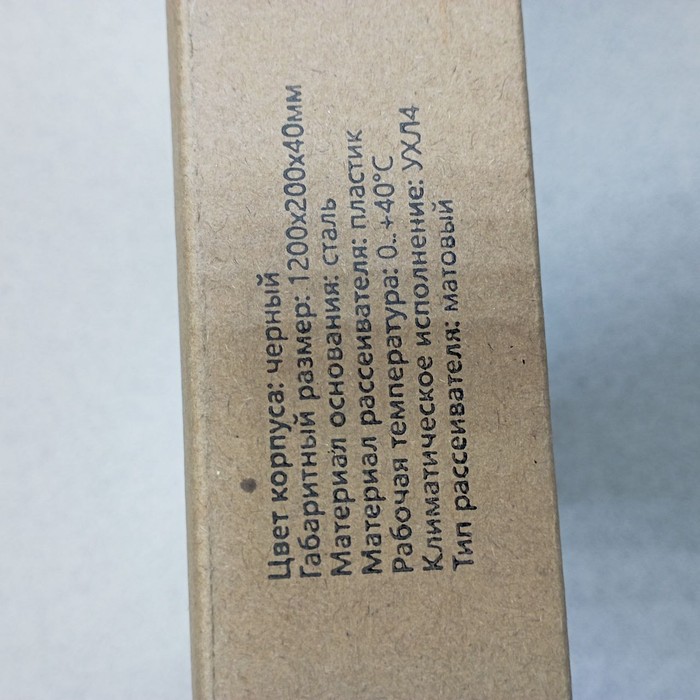 Цвет корпуса: черный
Габаритный размер: 1200х200х40мм
Материал основания: сталь
Материал рассеивателя: пластик
Рабочая температура: 0..+40°С
Климатическое исполнение: УХЛ4
Тип рассеивателя: матовый